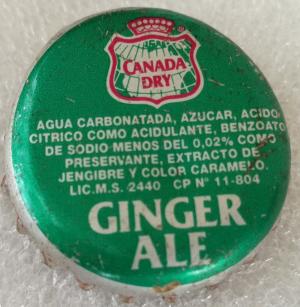 CANADA
DRY
AGUA CARBONATADA, AZUCAR, ACIDO
CITRICO COMO ACIDULANTE, BENZOATO
DE SODIO MENOS DEL 0,02% COMO
PRESERVANTE, EXTRACTO DE
JENGIBRE Y COLOR CARAMELO.
LIC.M.S. 2440 CP Nº 11-804
GINGER
ALE